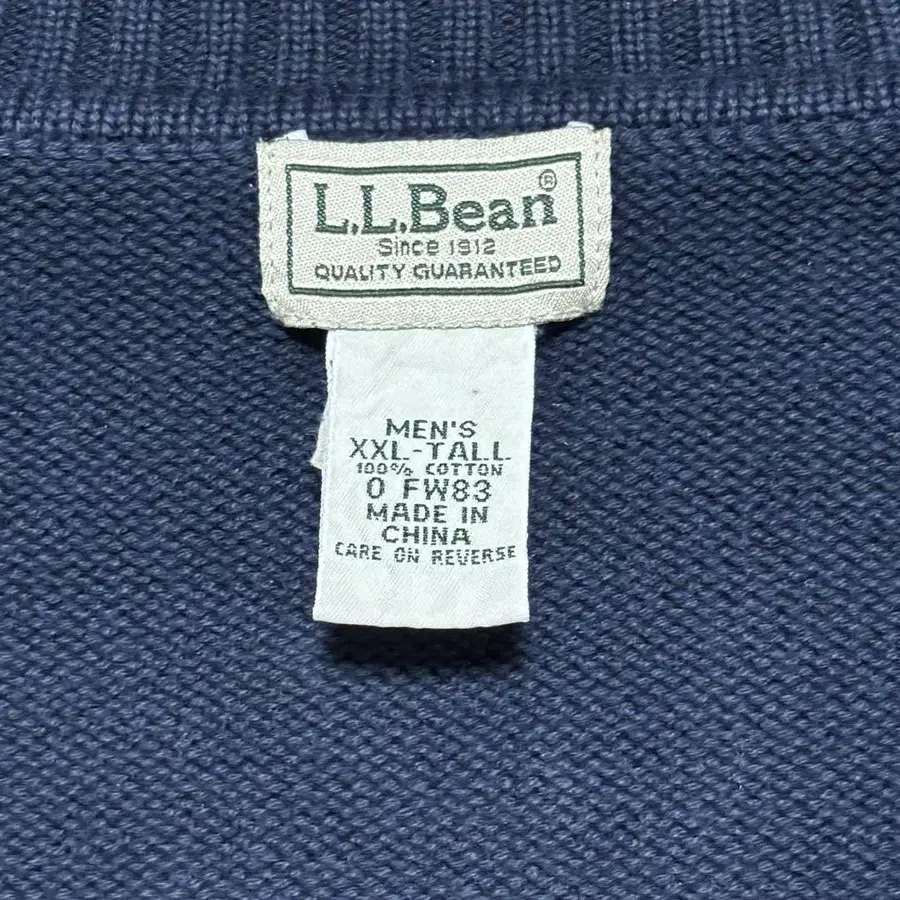 L.L.Bean®
Since 1912
QUALITY GUARANTEED
MEN'S
XXL-TALL
100% COTTON
0 FW83
MADE IN
CHINA
CARE ON REVERSE